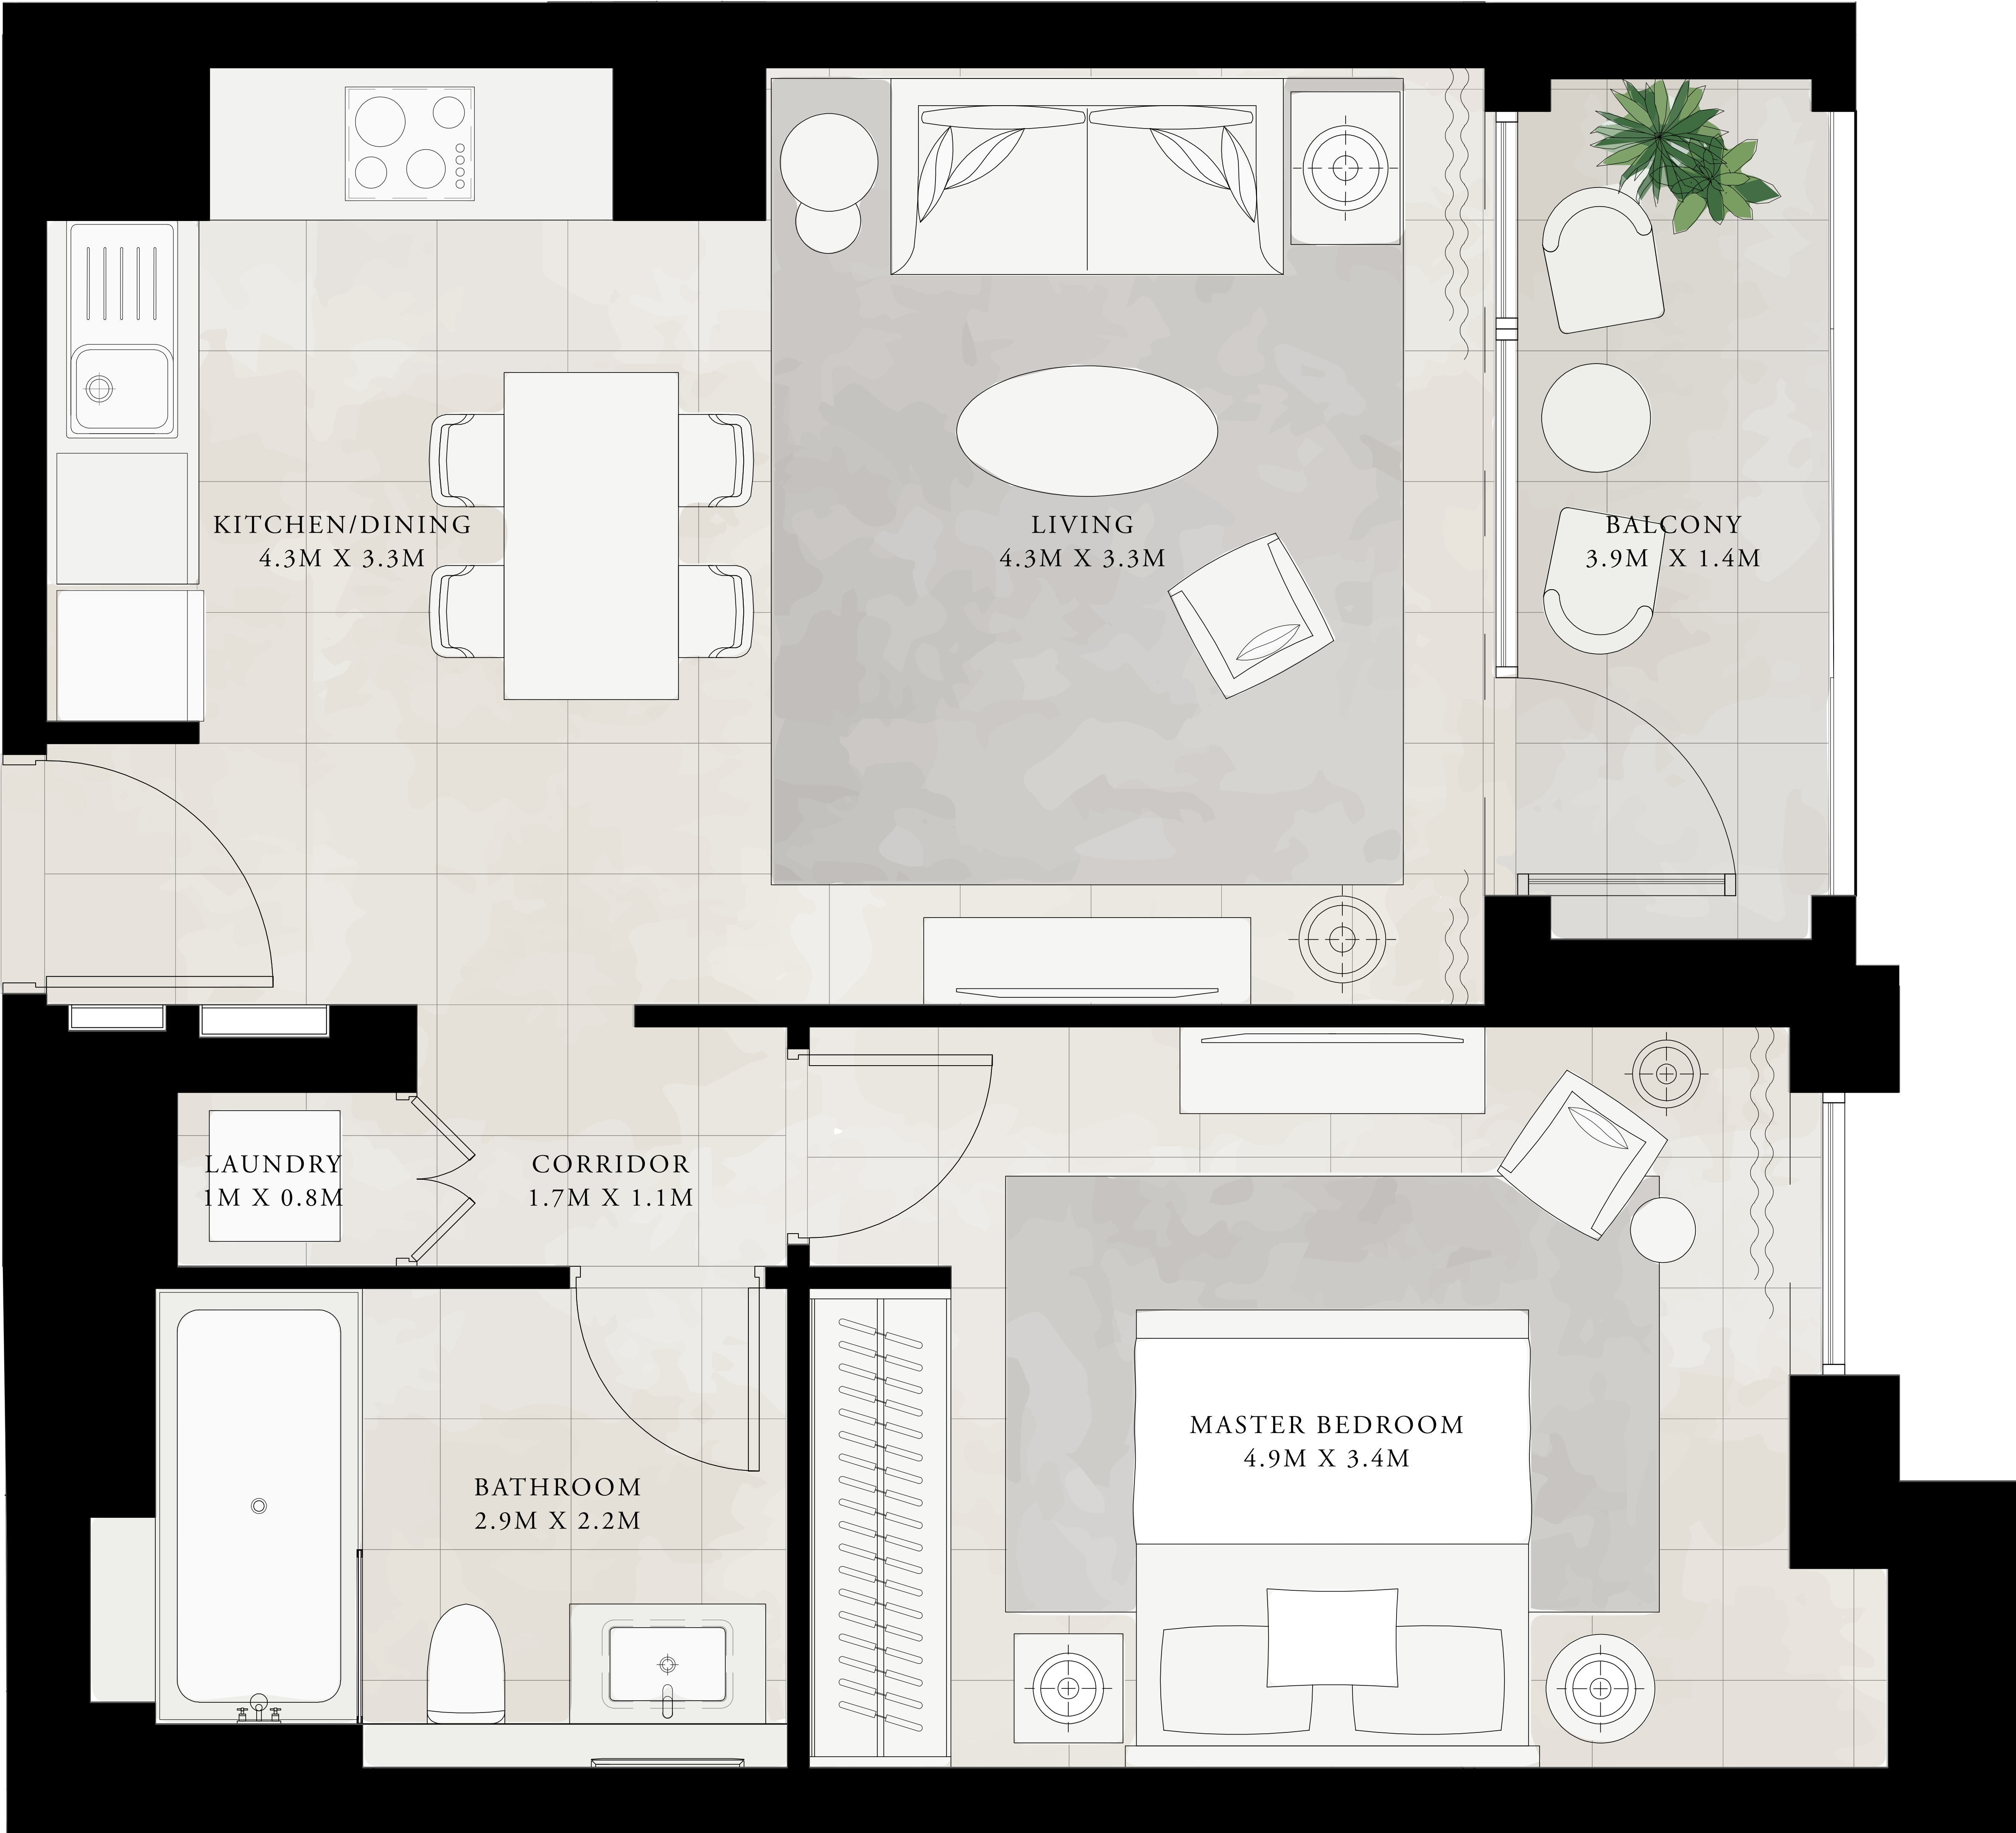 KITCHEN/DINING
4.3M X 3.3M
LIVING
4.3M X 3.3M
BALCONY
3.9M X 1.4M
LAUNDRY
1M X 0.8M
CORRIDOR
1.7M X 1.1M
MASTER BEDROOM
4.9M X 3.4M
BATHROOM
2.9M X 2.2M